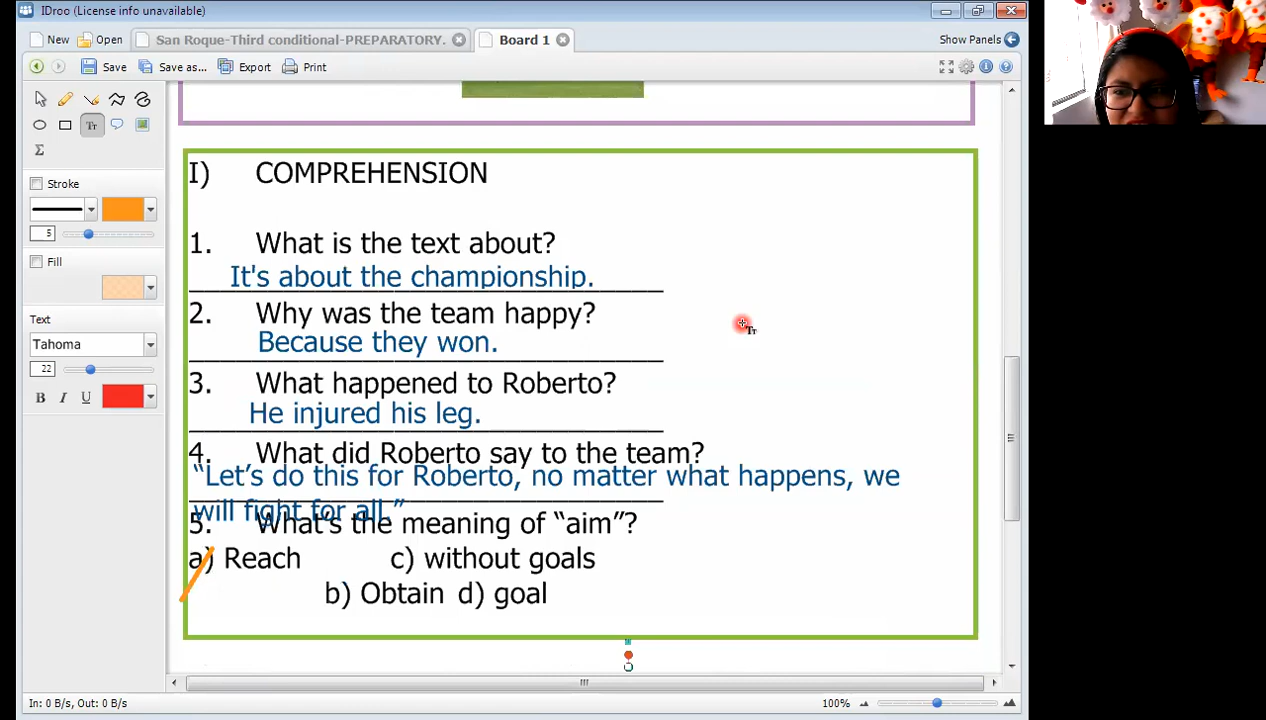 IDroo (License info unavailable)
New Open San Roque-Third conditional-PREPARATORY. Board 1 Show Panels
Save Save as... Export Print
Tr
Σ
Stroke
5
Fill
Text
Tahoma
22
B I U
I) COMPREHENSION
1. What is the text about?
It's about the championship.
2. Why was the team happy?
Because they won.
3. What happened to Roberto?
He injured his leg.
4. What did Roberto say to the team?
“Let’s do this for Roberto, no matter what happens, we
will fight for all.”
5. What’s the meaning of “aim”?
a) Reach c) without goals
b) Obtain d) goal
Tr
In: 0 B/s, Out: 0 B/s 100%